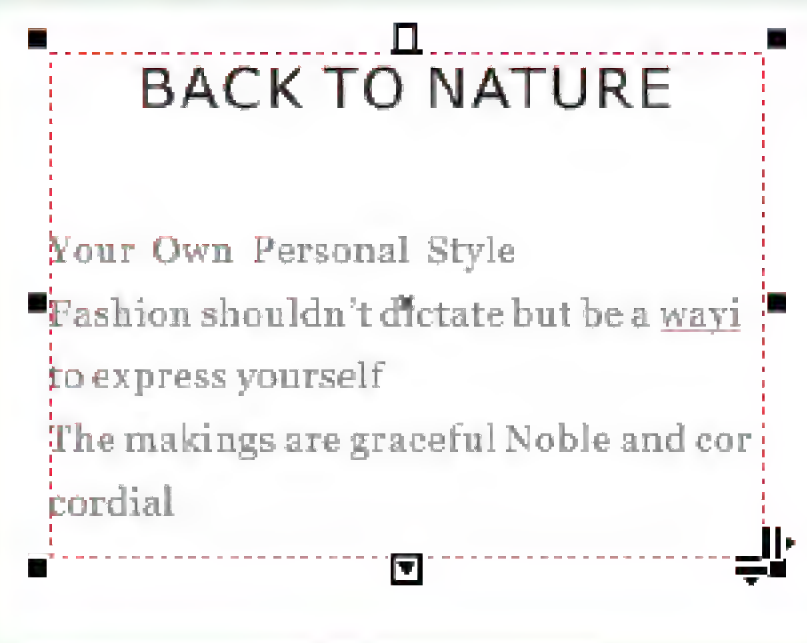 BACK TO NATURE
Your Own Personal Style
Fashion shouldn't dictate but be a wayi
to express yourself
The makings are graceful Noble and cor
cordial